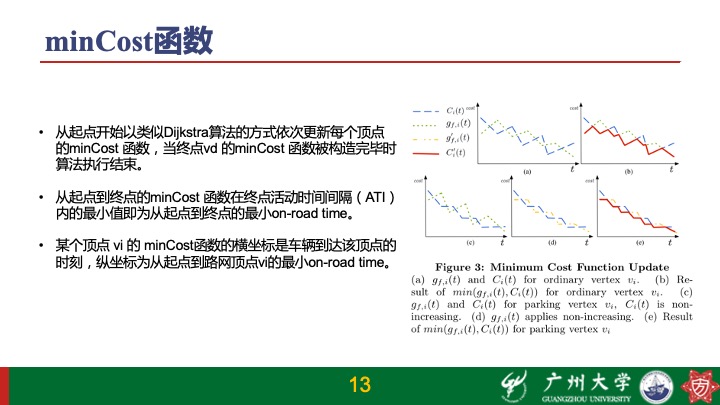 minCost函数
• 从起点开始以类似Dijkstra算法的方式依次更新每个顶点
的minCost 函数，当终点vd 的minCost 函数被构造完毕时
算法执行结束。
• 从起点到终点的minCost 函数在终点活动时间间隔（ATI）
内的最小值即为从起点到终点的最小on-road time。
• 某个顶点 vi 的 minCost函数的横坐标是车辆到达该顶点的
时刻，纵坐标为从起点到路网顶点vi的最小on-road time。
C_i(t)
g_{f,i}(t)
g'_{f,i}(t)
C'_i(t)
cost
t
(a)
cost
t
(b)
cost
t
(c)
cost
t
(d)
cost
t
(e)
Figure 3: Minimum Cost Function Update
(a) g_{f,i}(t) and C_i(t) for ordinary vertex v_i. (b) Re-
sult of min(g_{f,i}(t), C_i(t)) for ordinary vertex v_i. (c)
g_{f,i}(t) and C_i(t) for parking vertex v_i, C_i(t) is non-
increasing. (d) g_{f,i}(t) applies non-increasing. (e) Result
of min(g_{f,i}(t), C_i(t)) for parking vertex v_i
13
广州大学
GUANGZHOU UNIVERSITY